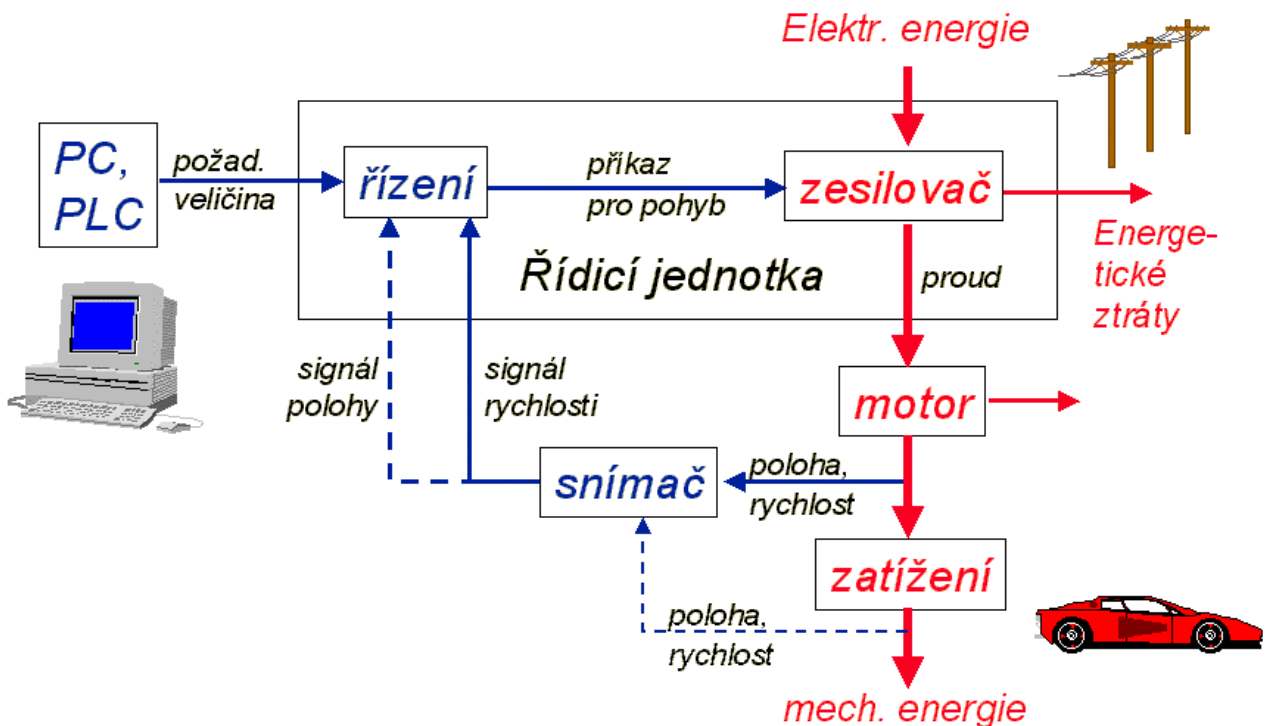 Elektr. energie
PC,
PLC
požad.
veličina
řízení
příkaz
pro pohyb
zesilovač
Energe-
tické
ztráty
Řídicí jednotka
proud
signál
polohy
signál
rychlosti
motor
snímač
poloha,
rychlost
zatížení
poloha,
rychlost
mech. energie